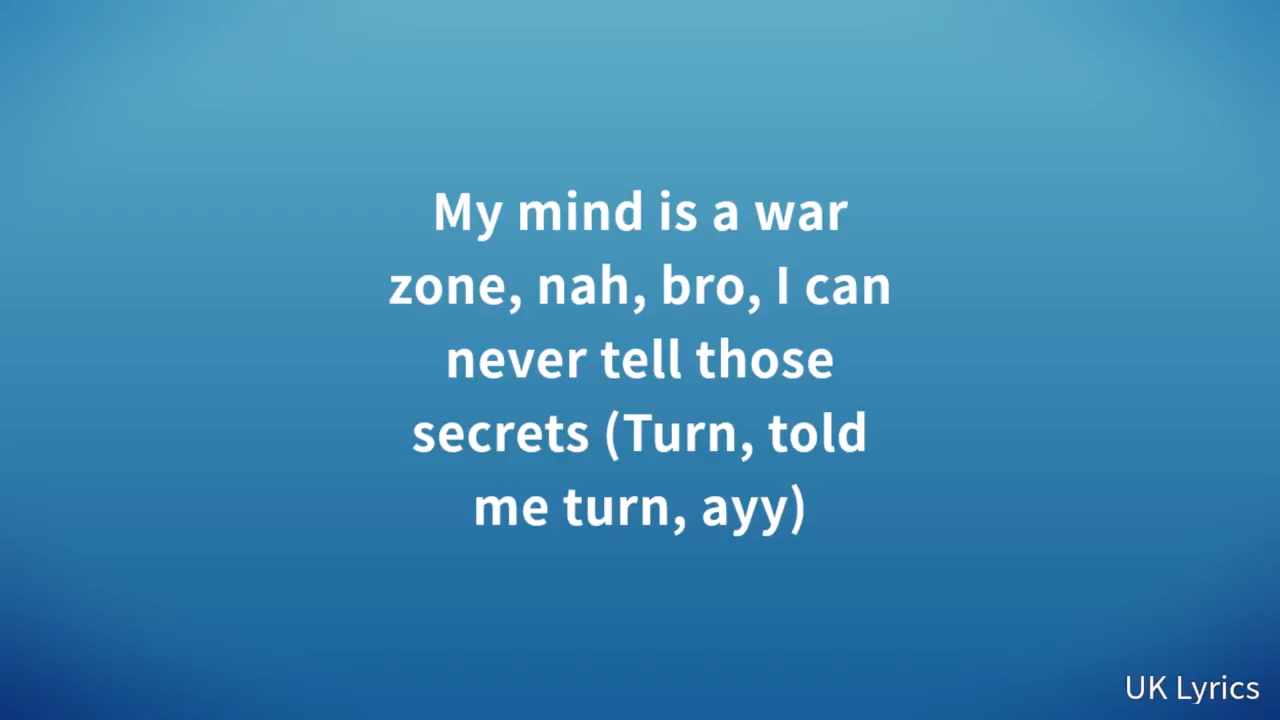 My mind is a war
zone, nah, bro, I can
never tell those
secrets (Turn, told
me turn, ayy)
UK Lyrics